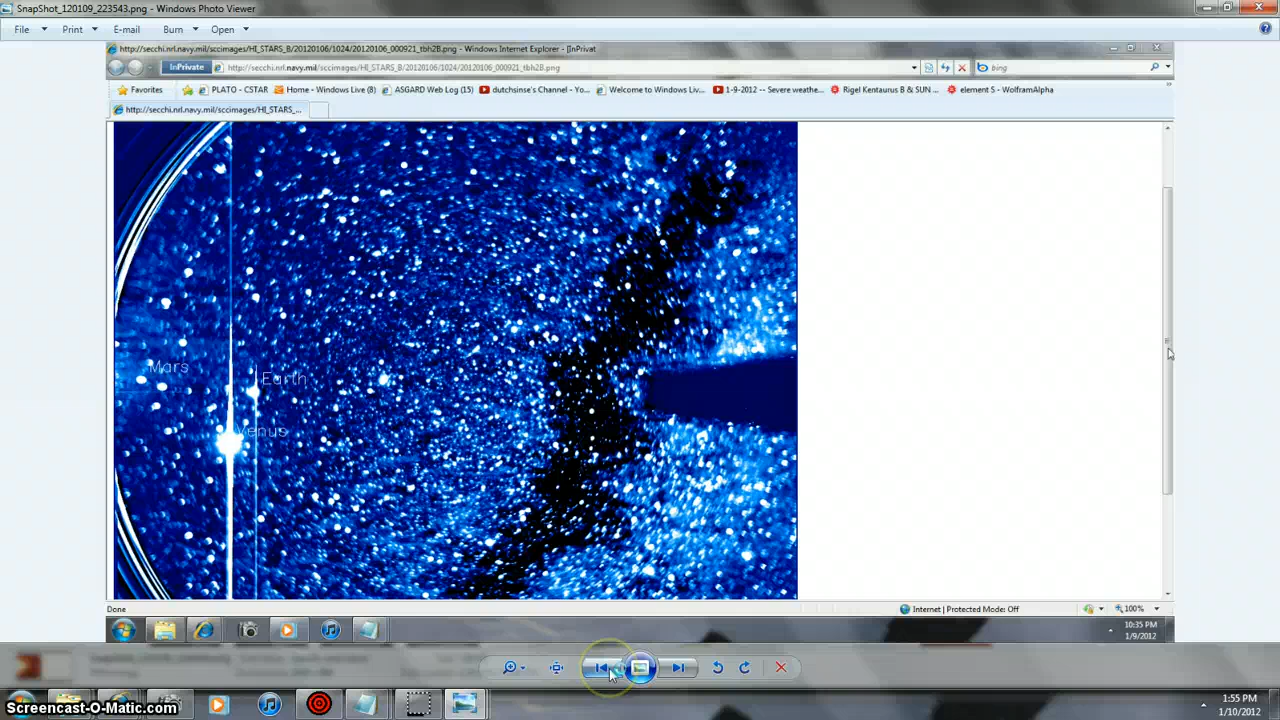 SnapShot_120109_223543.png - Windows Photo Viewer
File Print E-mail Burn Open
http://secchi.nrl.navy.mil/sccimages/HI_STARS_B/20120106/1024/20120106_000921_tbh2B.png - Windows Internet Explorer - [InPrivat
InPrivate http://secchi.nrl.navy.mil/sccimages/HI_STARS_B/20120106/1024/20120106_000921_tbh2B.png bing
Favorites PLATO - CSTAR Home - Windows Live (8) ASGARD Web Log (15) dutchsinse's Channel - Yo... Welcome to Windows Liv... 1-9-2012 -- Severe weathe... Rigel Kentaurus B & SUN ... element S - WolframAlpha
http://secchi.nrl.navy.mil/sccimages/HI_STARS_...
Mars
Earth
Venus
Done Internet | Protected Mode: Off 100%
10:35 PM
1/9/2012
1:55 PM
1/10/2012
Screencast-O-Matic.com